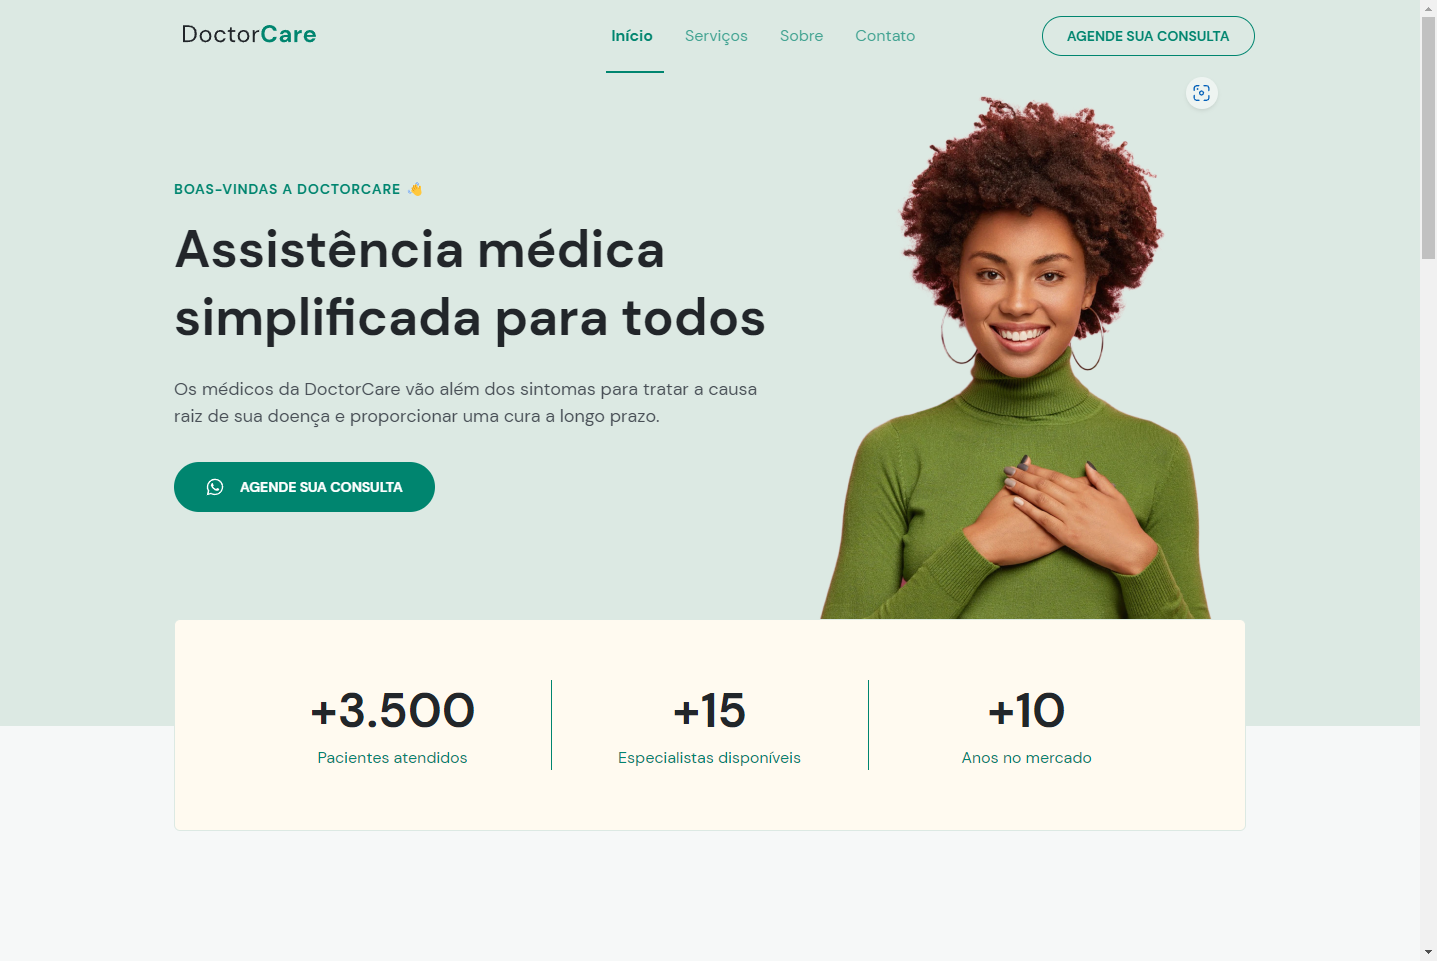 DoctorCare
Início
Serviços
Sobre
Contato
AGENDE SUA CONSULTA
BOAS-VINDAS A DOCTORCARE 👋
Assistência médica
simplificada para todos
Os médicos da DoctorCare vão além dos sintomas para tratar a causa
raiz de sua doença e proporcionar uma cura a longo prazo.
AGENDE SUA CONSULTA
+3.500
Pacientes atendidos
+15
Especialistas disponíveis
+10
Anos no mercado